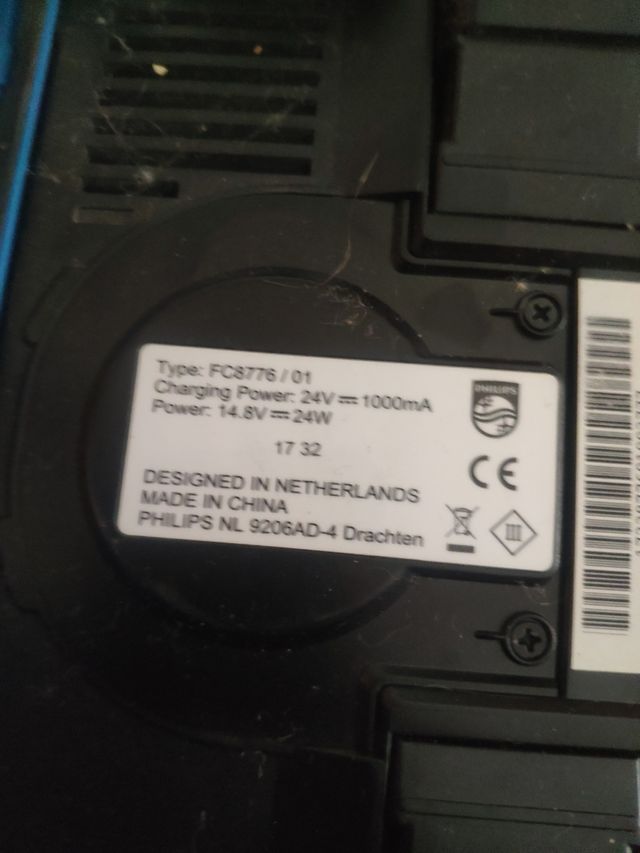 Type: FC8776 / 01
Charging Power: 24V ⎓ 1000mA
Power: 14.8V ⎓ 24W
17 32
DESIGNED IN NETHERLANDS
MADE IN CHINA
PHILIPS NL 9206AD-4 Drachten
PHILIPS
CE
III